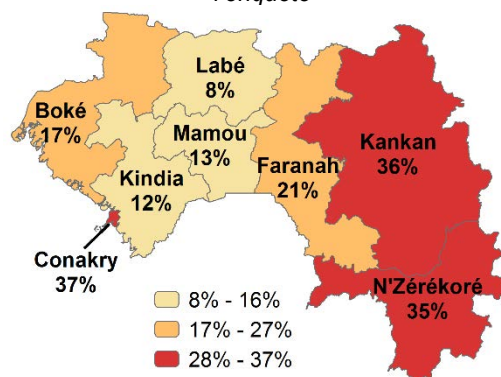 l'enquête
Labé
8%
Boké
17%
Mamou
13%
Kankan
36%
Faranah
21%
Kindia
12%
Conakry
37%
N'Zérékoré
35%
8% - 16%
17% - 27%
28% - 37%